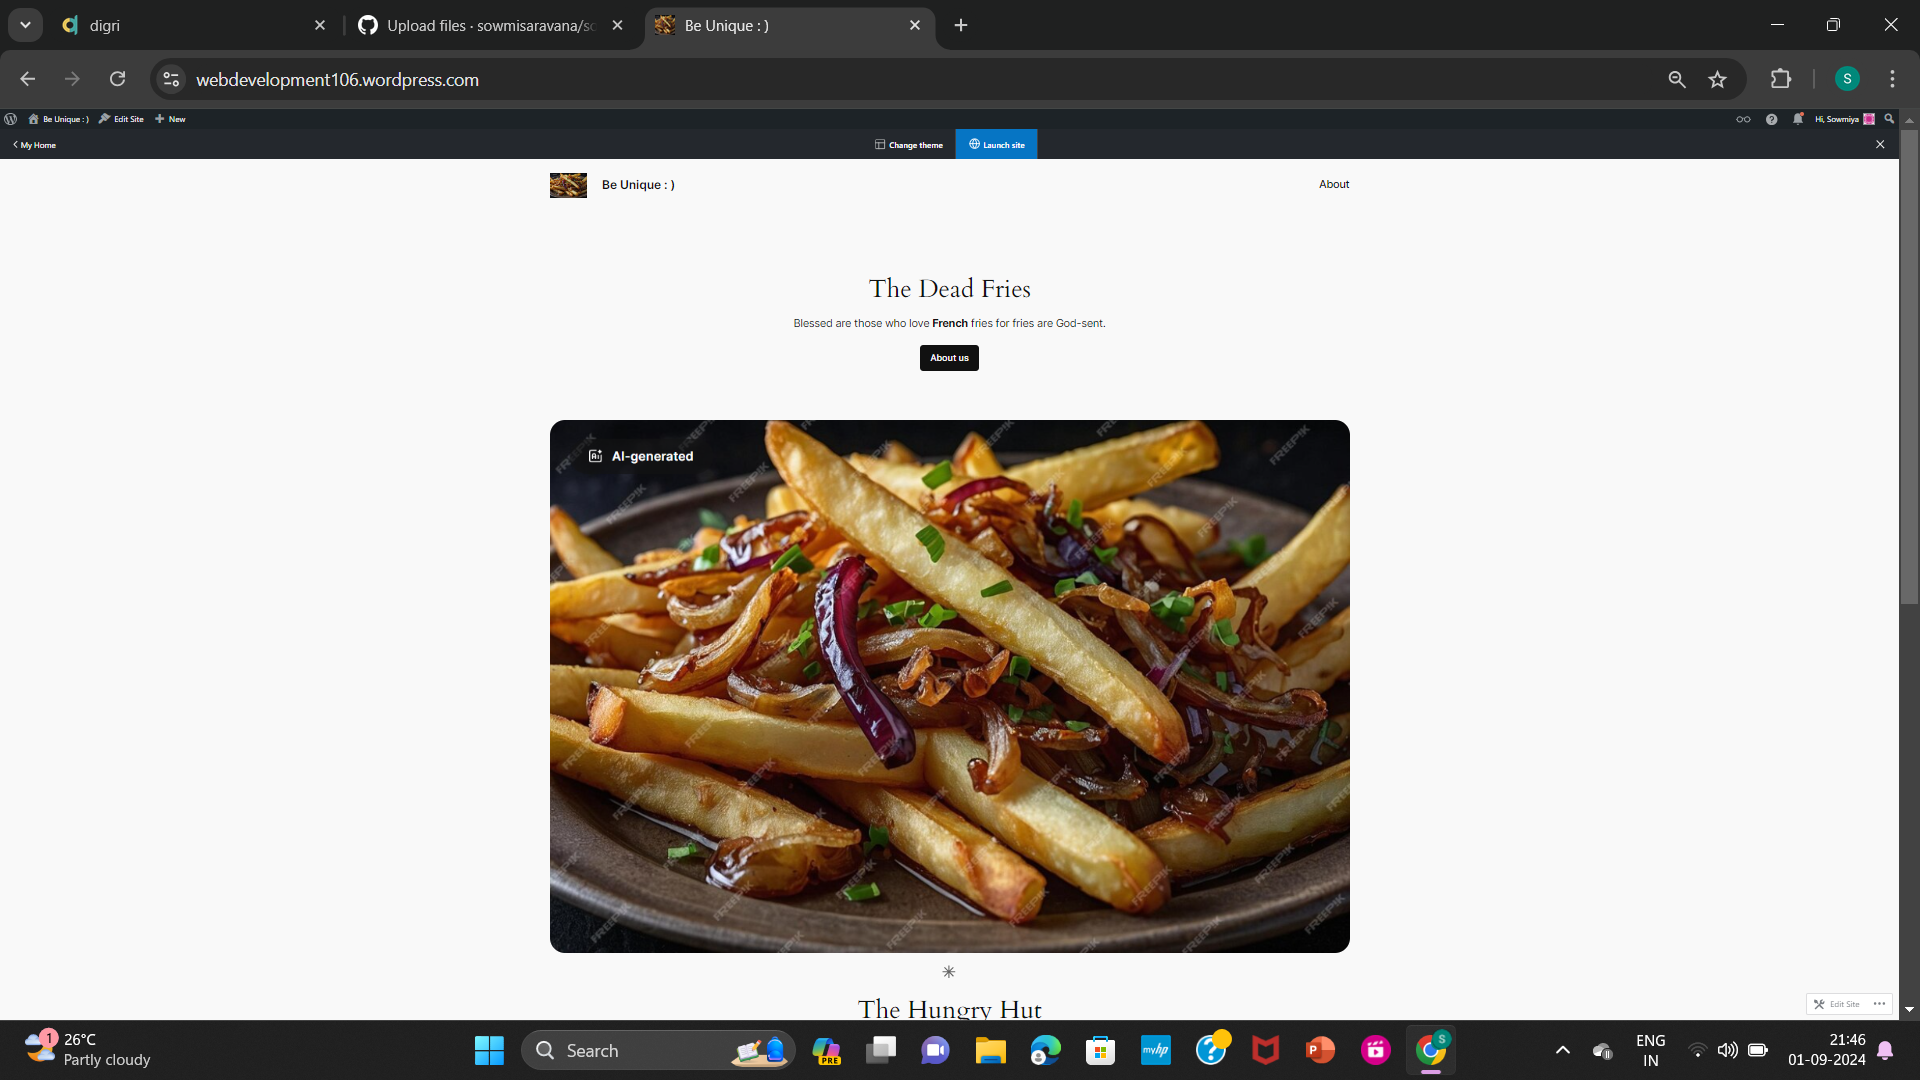 digri
Upload files · sowmisaravana/sc
Be Unique : )
webdevelopment106.wordpress.com
S
Be Unique : )
Edit Site
New
Hi, Sowmiya
My Home
Change theme
Launch site
Be Unique : )
About
The Dead Fries
Blessed are those who love French fries for fries are God-sent.
About us
AI-generated
FREEPIK
The Hungry Hut
Edit Site
1
26°C
Partly cloudy
Search
PRE
myhp
P
S
ENG
IN
21:46
01-09-2024